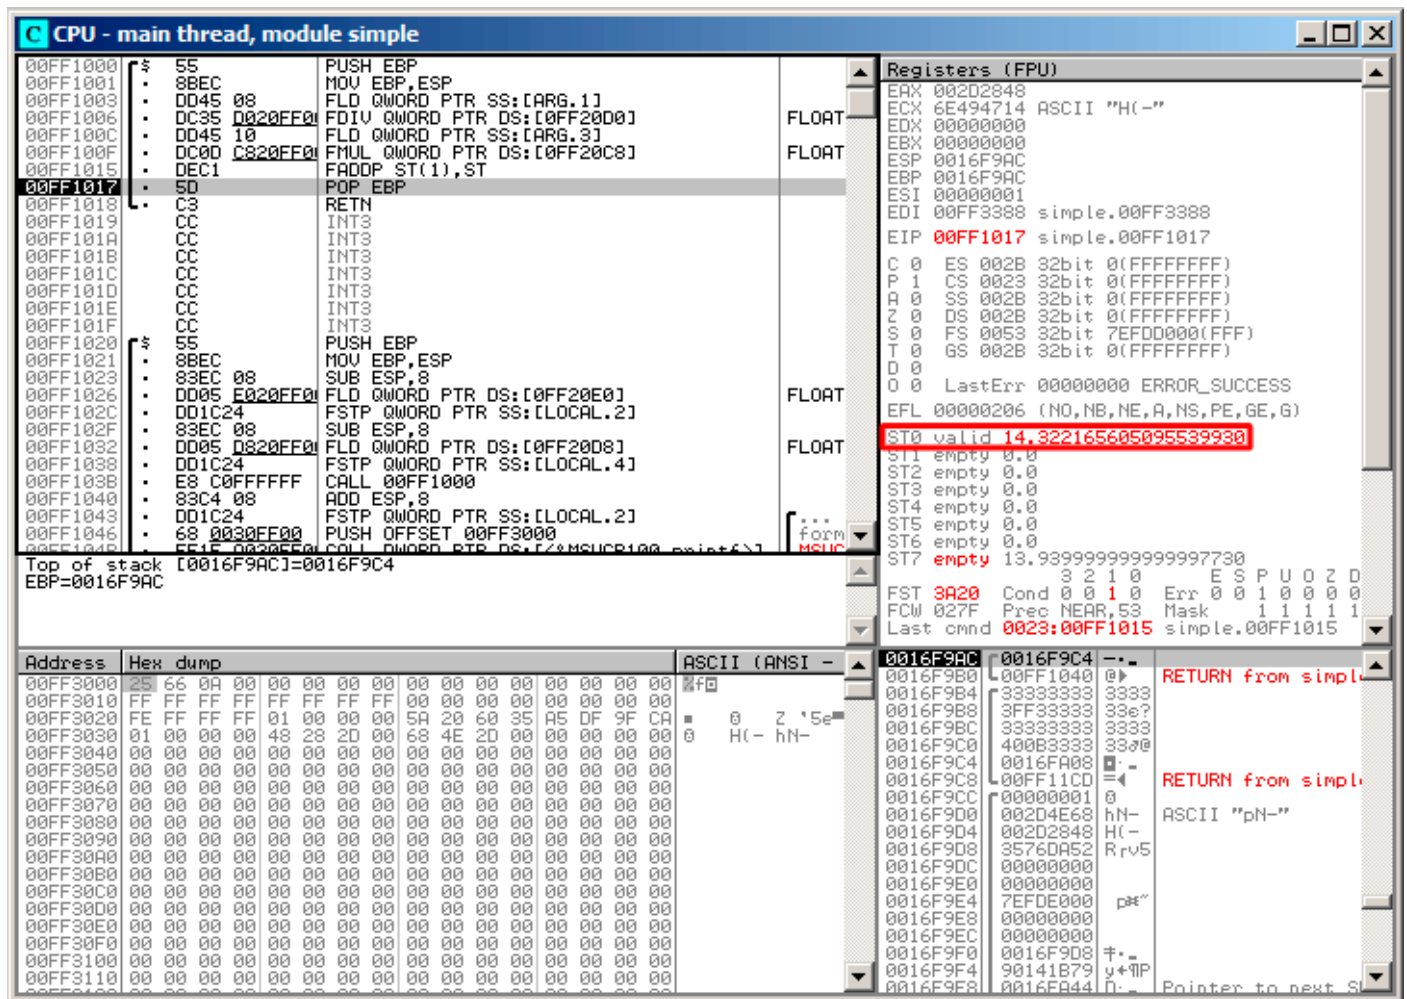 C CPU - main thread, module simple
00FF1000 $ 55 PUSH EBP
00FF1001 . 8BEC MOV EBP,ESP
00FF1003 . DD45 08 FLD QWORD PTR SS:[ARG.1]
00FF1006 . DC35 D020FF0 FDIV QWORD PTR DS:[0FF20D0] FLOAT
00FF100C . DD45 10 FLD QWORD PTR SS:[ARG.3]
00FF100F . DC0D C820FF0 FMUL QWORD PTR DS:[0FF20C8] FLOAT
00FF1015 . DEC1 FADDP ST(1),ST
00FF1017 . 5D POP EBP
00FF1018 . C3 RETN
00FF1019 CC INT3
00FF101A CC INT3
00FF101B CC INT3
00FF101C CC INT3
00FF101D CC INT3
00FF101E CC INT3
00FF101F CC INT3
00FF1020 $ 55 PUSH EBP
00FF1021 . 8BEC MOV EBP,ESP
00FF1023 . 83EC 08 SUB ESP,8
00FF1026 . DD05 E020FF0 FLD QWORD PTR DS:[0FF20E0] FLOAT
00FF102C . DD1C24 FSTP QWORD PTR SS:[LOCAL.2]
00FF102F . 83EC 08 SUB ESP,8
00FF1032 . DD05 D820FF0 FLD QWORD PTR DS:[0FF20D8] FLOAT
00FF1038 . DD1C24 FSTP QWORD PTR SS:[LOCAL.4]
00FF103B . E8 C0FFFFFF CALL 00FF1000
00FF1040 . 83C4 08 ADD ESP,8
00FF1043 . DD1C24 FSTP QWORD PTR SS:[LOCAL.2] ...
00FF1046 . 68 0030FF00 PUSH OFFSET 00FF3000 form
Top of stack [0016F9AC]=0016F9C4
EBP=0016F9AC
Registers (FPU)
EAX 002D2848
ECX 6E494714 ASCII "H(-"
EDX 00000000
EBX 00000000
ESP 0016F9AC
EBP 0016F9AC
ESI 00000001
EDI 00FF3388 simple.00FF3388
EIP 00FF1017 simple.00FF1017
C 0 ES 002B 32bit 0(FFFFFFFF)
P 1 CS 0023 32bit 0(FFFFFFFF)
A 0 SS 002B 32bit 0(FFFFFFFF)
Z 0 DS 002B 32bit 0(FFFFFFFF)
S 0 FS 0053 32bit 7EFDD000(FFF)
T 0 GS 002B 32bit 0(FFFFFFFF)
D 0
O 0 LastErr 00000000 ERROR_SUCCESS
EFL 00000206 (NO,NB,NE,A,NS,PE,GE,G)
ST0 valid 14.322165605095539930
ST1 empty 0.0
ST2 empty 0.0
ST3 empty 0.0
ST4 empty 0.0
ST5 empty 0.0
ST6 empty 0.0
ST7 empty 13.939999999999997730
3 2 1 0 E S P U O Z D
FST 3A20 Cond 0 0 1 0 Err 0 0 1 0 0 0 0
FCW 027F Prec NEAR,53 Mask 1 1 1 1 1
Last cmnd 0023:00FF1015 simple.00FF1015
Address Hex dump ASCII (ANSI -
00FF3000 25 66 0A 00 00 00 00 00 00 00 00 00 00 00 00 00 %f
00FF3010 FF FF FF FF FF FF FF FF 00 00 00 00 00 00 00 00
00FF3020 FE FF FF FF 01 00 00 00 5A 20 60 35 A5 DF 9F CA Z `5e
00FF3030 01 00 00 00 48 28 2D 00 68 4E 2D 00 00 00 00 00 H(- hN-
00FF3040 00 00 00 00 00 00 00 00 00 00 00 00 00 00 00 00
00FF3050 00 00 00 00 00 00 00 00 00 00 00 00 00 00 00 00
00FF3060 00 00 00 00 00 00 00 00 00 00 00 00 00 00 00 00
00FF3070 00 00 00 00 00 00 00 00 00 00 00 00 00 00 00 00
00FF3080 00 00 00 00 00 00 00 00 00 00 00 00 00 00 00 00
00FF3090 00 00 00 00 00 00 00 00 00 00 00 00 00 00 00 00
00FF30A0 00 00 00 00 00 00 00 00 00 00 00 00 00 00 00 00
00FF30B0 00 00 00 00 00 00 00 00 00 00 00 00 00 00 00 00
00FF30C0 00 00 00 00 00 00 00 00 00 00 00 00 00 00 00 00
00FF30D0 00 00 00 00 00 00 00 00 00 00 00 00 00 00 00 00
00FF30E0 00 00 00 00 00 00 00 00 00 00 00 00 00 00 00 00
00FF30F0 00 00 00 00 00 00 00 00 00 00 00 00 00 00 00 00
00FF3100 00 00 00 00 00 00 00 00 00 00 00 00 00 00 00 00
00FF3110 00 00 00 00 00 00 00 00 00 00 00 00 00 00 00 00
0016F9AC 0016F9C4
0016F9B0 00FF1040 @ RETURN from simpl
0016F9B4 33333333 3333
0016F9B8 3FF33333 33e?
0016F9BC 33333333 3333
0016F9C0 400B3333 33♂@
0016F9C4 0016FA08
0016F9C8 00FF11CD RETURN from simpl
0016F9CC 00000001
0016F9D0 002D4E68 hN- ASCII "pN-"
0016F9D4 002D2848 H(-
0016F9D8 3576DA52 R┌v5
0016F9DC 00000000
0016F9E0 00000000
0016F9E4 7EFDE000
0016F9E8 00000000
0016F9EC 00000000
0016F9F0 0016F9D8
0016F9F4 90141B79 y←¶P
0016F9F8 0016FA44 Pointer to next